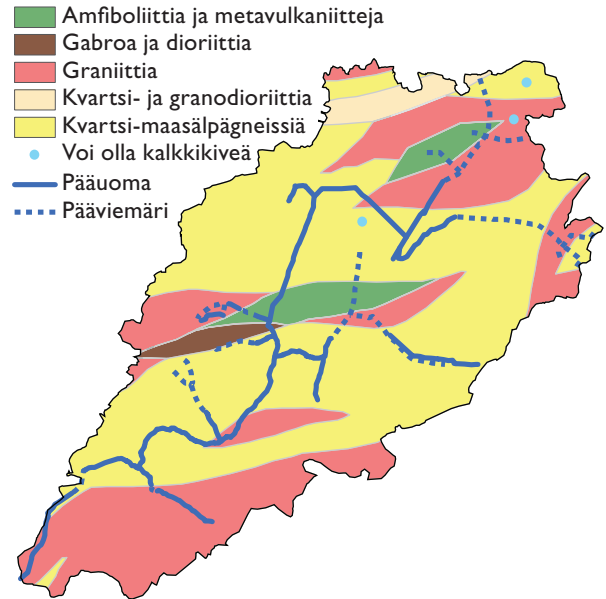 Amfiboliittia ja metavulkaniitteja
Gabroa ja dioriittia
Graniittia
Kvartsi- ja granodioriittia
Kvartsi-maasälpägneissiä
Voi olla kalkkikiveä
Pääuoma
Pääviemäri